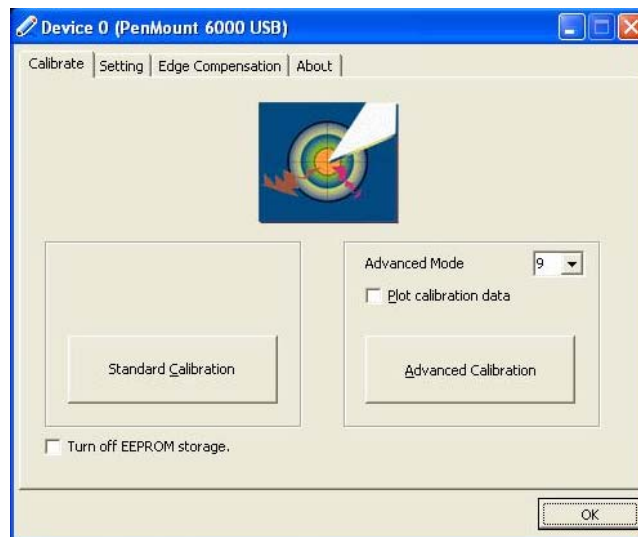 Device 0 (PenMount 6000 USB)
Calibrate Setting Edge Compensation About
Advanced Mode 9
Plot calibration data
Standard Calibration
Advanced Calibration
Turn off EEPROM storage.
OK